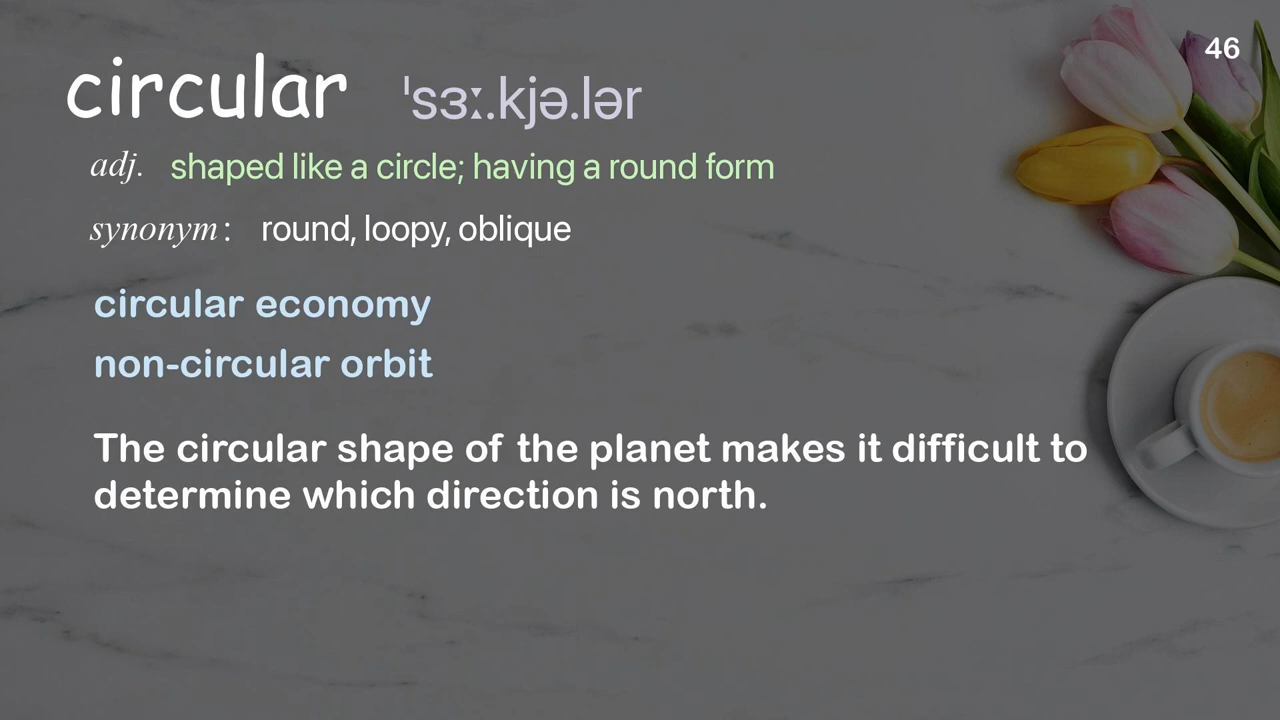 46
circular ˈsɜː.kjə.lər
adj. shaped like a circle; having a round form
synonym : round, loopy, oblique
circular economy
non-circular orbit
The circular shape of the planet makes it difficult to
determine which direction is north.